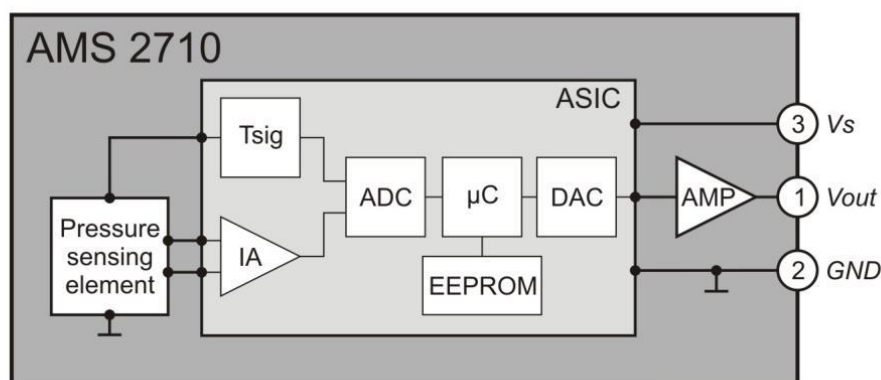 AMS 2710
ASIC
Tsig
3 Vs
ADC
µC
DAC
AMP
1 Vout
Pressure
sensing
element
IA
EEPROM
2 GND